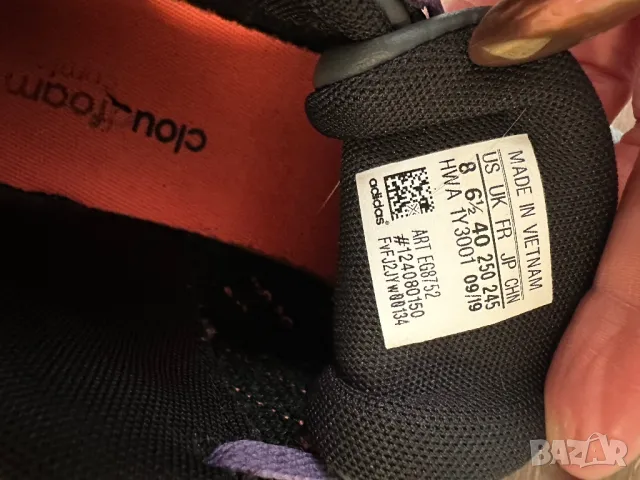 cloudfoam
MADE IN VIETNAM
US UK FR JP CHN
8 6½ 40 250 245
HWA 1Y3001 09/19
adidas
ART EG8752
#124080150
FVFJ2JYW00134
BAZAR